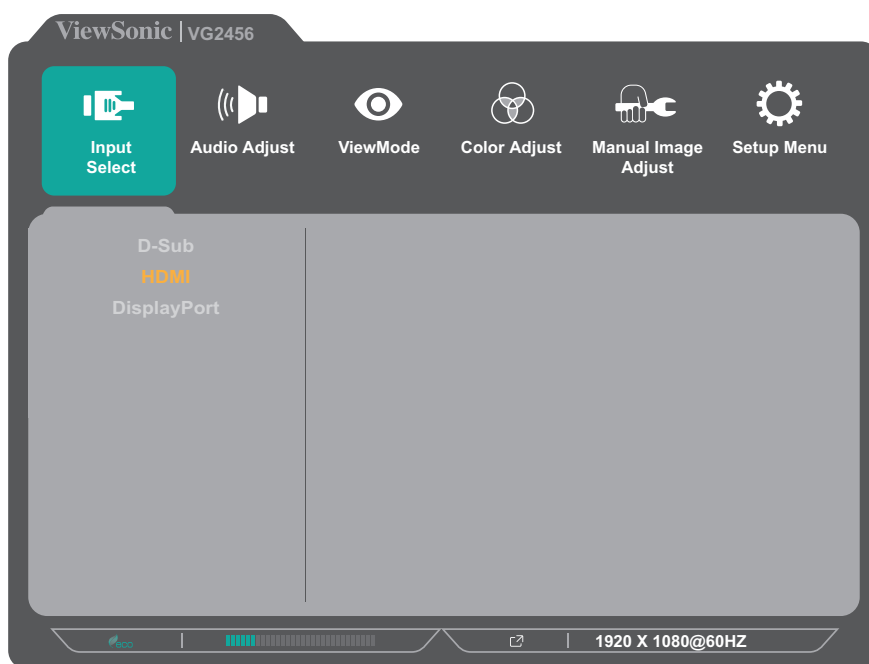 ViewSonic | VG2456
Input
Select
Audio Adjust
ViewMode
Color Adjust
Manual Image
Adjust
Setup Menu
D-Sub
HDMI
DisplayPort
eco
1920 X 1080@60HZ